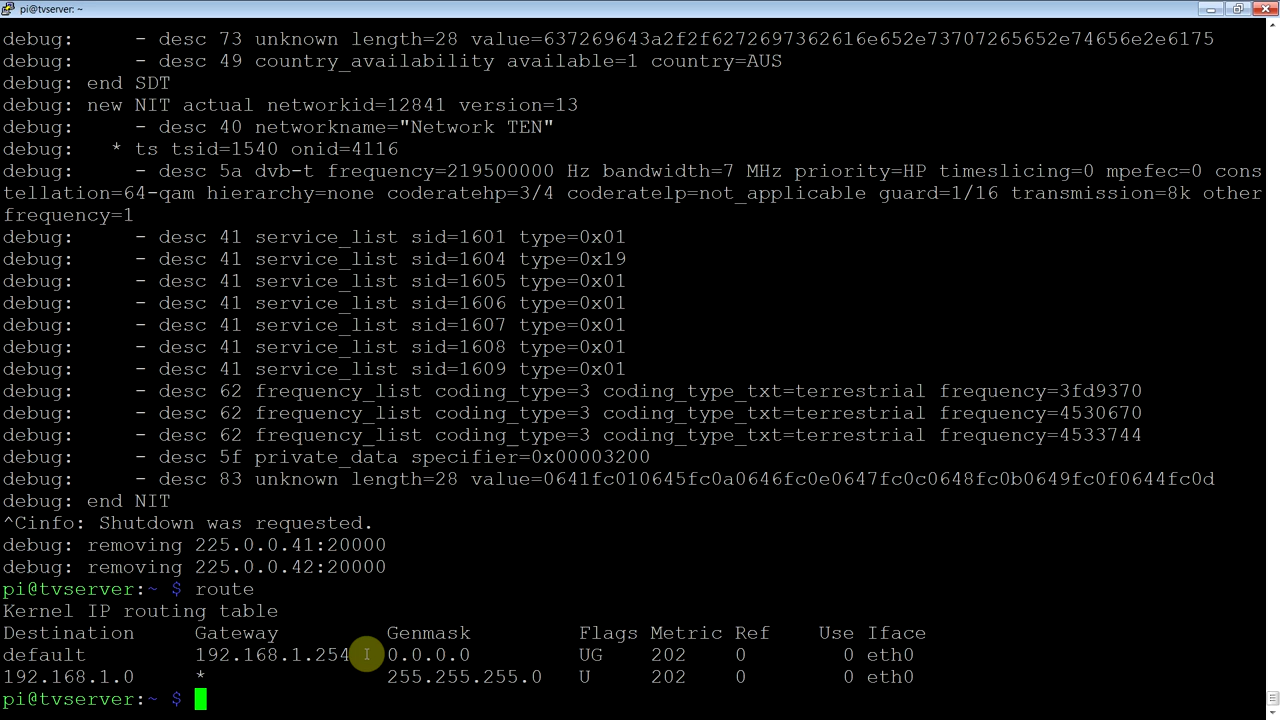 pi@tvserver: ~
debug:     - desc 73 unknown length=28 value=637269643a2f2f6272697362616e652e73707265652e74656e2e6175
debug:     - desc 49 country_availability available=1 country=AUS
debug: end SDT
debug: new NIT actual networkid=12841 version=13
debug:     - desc 40 networkname="Network TEN"
debug:   * ts tsid=1540 onid=4116
debug:     - desc 5a dvb-t frequency=219500000 Hz bandwidth=7 MHz priority=HP timeslicing=0 mpefec=0 cons
tellation=64-qam hierarchy=none coderatehp=3/4 coderatelp=not_applicable guard=1/16 transmission=8k other
frequency=1
debug:     - desc 41 service_list sid=1601 type=0x01
debug:     - desc 41 service_list sid=1604 type=0x19
debug:     - desc 41 service_list sid=1605 type=0x01
debug:     - desc 41 service_list sid=1606 type=0x01
debug:     - desc 41 service_list sid=1607 type=0x01
debug:     - desc 41 service_list sid=1608 type=0x01
debug:     - desc 41 service_list sid=1609 type=0x01
debug:     - desc 62 frequency_list coding_type=3 coding_type_txt=terrestrial frequency=3fd9370
debug:     - desc 62 frequency_list coding_type=3 coding_type_txt=terrestrial frequency=4530670
debug:     - desc 62 frequency_list coding_type=3 coding_type_txt=terrestrial frequency=4533744
debug:     - desc 5f private_data specifier=0x00003200
debug:     - desc 83 unknown length=28 value=0641fc010645fc0a0646fc0e0647fc0c0648fc0b0649fc0f0644fc0d
debug: end NIT
^Cinfo: Shutdown was requested.
debug: removing 225.0.0.41:20000
debug: removing 225.0.0.42:20000
pi@tvserver:~ $ route
Kernel IP routing table
Destination     Gateway         Genmask         Flags Metric Ref    Use Iface
default         192.168.1.254   0.0.0.0         UG    202    0        0 eth0
192.168.1.0     *               255.255.255.0   U     202    0        0 eth0
pi@tvserver:~ $